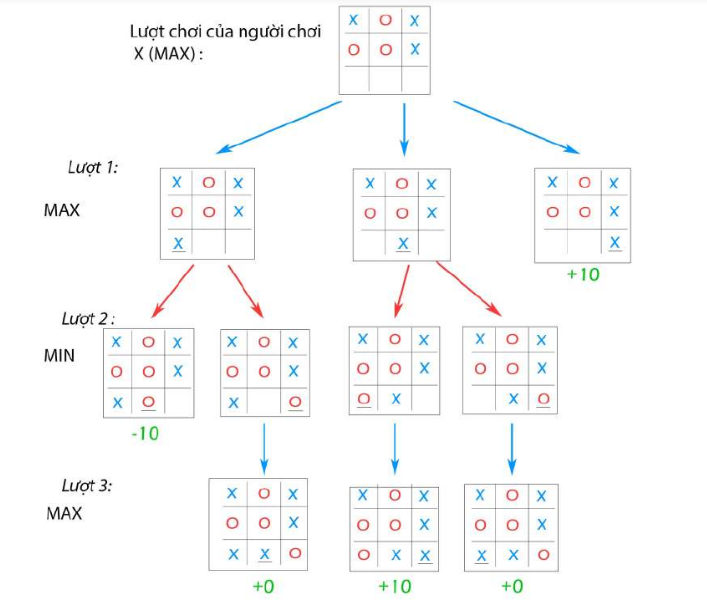 Lượt chơi của người chơi
X (MAX) :
X O X
O O X
Lượt 1:
MAX
X O X
O O X
X
X O X
O O X
X
X O X
O O X
X
+10
Lượt 2 :
MIN
X O X
O O X
X O
-10
X O X
O O X
X O
X O X
O O X
O X
X O X
O O X
X O
Lượt 3:
MAX
X O X
O O X
X X O
+0
X O X
O O X
O X X
+10
X O X
O O X
X X O
+0